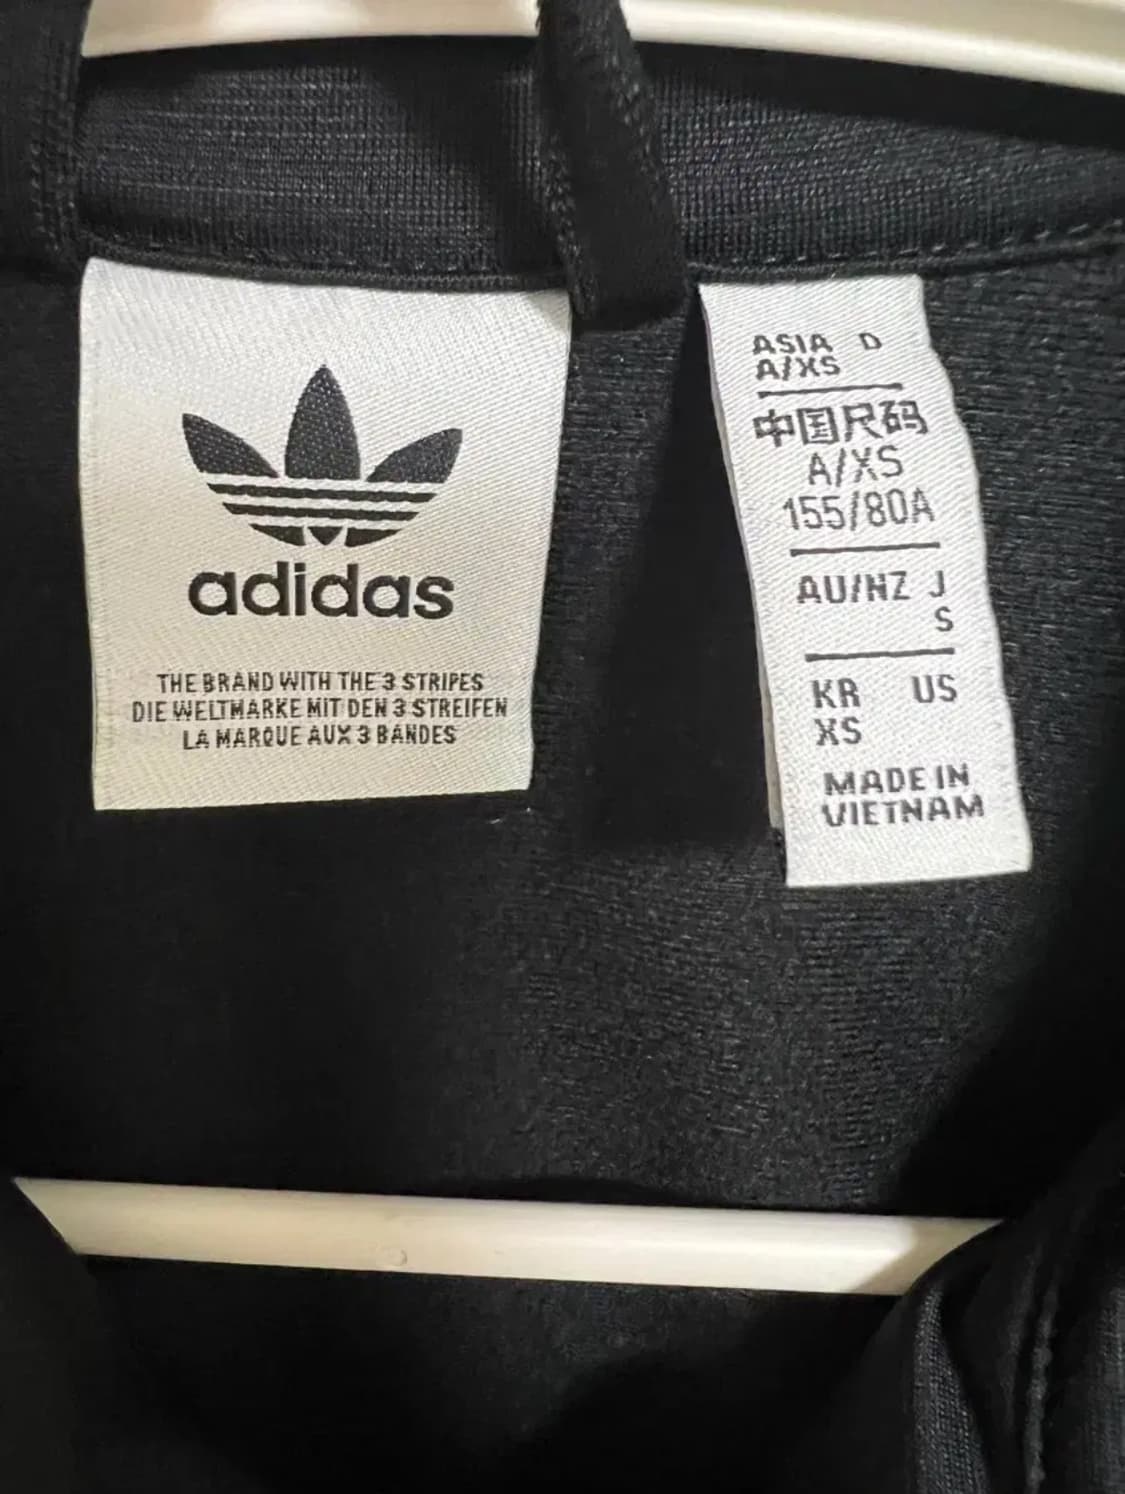 adidas
THE BRAND WITH THE 3 STRIPES
DIE WELTMARKE MIT DEN 3 STREIFEN
LA MARQUE AUX 3 BANDES
ASIA D
A/XS
中国尺码
A/XS
155/80A
AU/NZ J
S
KR US
XS
MADE IN
VIETNAM